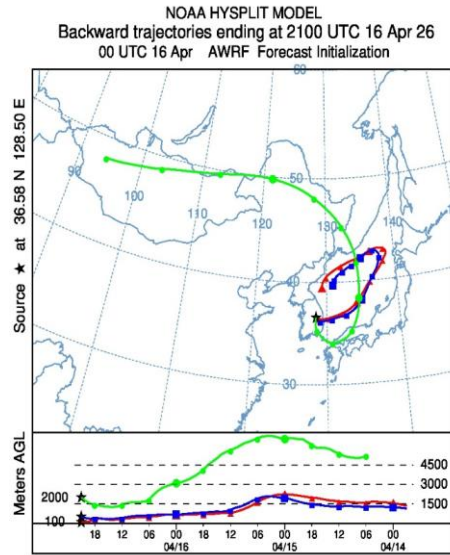 NOAA HYSPLIT MODEL
Backward trajectories ending at 2100 UTC 16 Apr 26
00 UTC 16 Apr AWRF Forecast Initialization
Source ★ at 36.58 N 128.50 E
60
90
100
110
120
50
130
140
40
30
Meters AGL
2000
100
4500
3000
1500
18 12 06 00 18 12 06 00 18 12 06 00
04/16 04/15 04/14